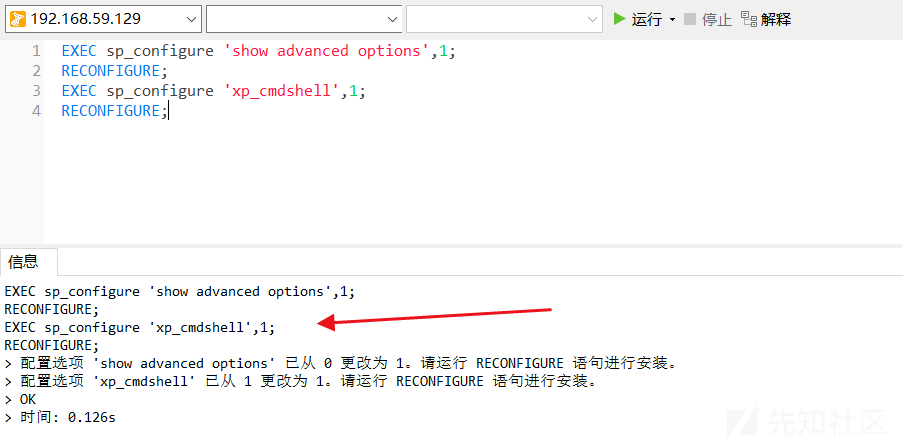 192.168.59.129 运行 停止 解释
1 EXEC sp_configure 'show advanced options',1;
2 RECONFIGURE;
3 EXEC sp_configure 'xp_cmdshell',1;
4 RECONFIGURE;
信息
EXEC sp_configure 'show advanced options',1;
RECONFIGURE;
EXEC sp_configure 'xp_cmdshell',1;
RECONFIGURE;
> 配置选项 'show advanced options' 已从 0 更改为 1。请运行 RECONFIGURE 语句进行安装。
> 配置选项 'xp_cmdshell' 已从 1 更改为 1。请运行 RECONFIGURE 语句进行安装。
> OK
> 时间: 0.126s
先知社区